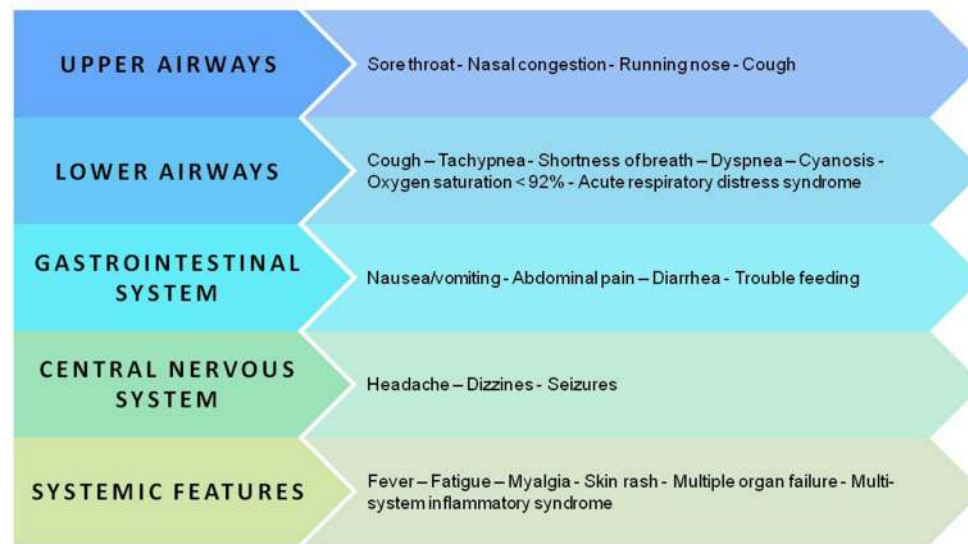 UPPER AIRWAYS
Sore throat - Nasal congestion - Running nose - Cough
LOWER AIRWAYS
Cough – Tachypnea - Shortness of breath – Dyspnea – Cyanosis -
Oxygen saturation < 92% - Acute respiratory distress syndrome
GASTROINTESTINAL
SYSTEM
Nausea/vomiting - Abdominal pain – Diarrhea - Trouble feeding
CENTRAL NERVOUS
SYSTEM
Headache – Dizzines - Seizures
SYSTEMIC FEATURES
Fever – Fatigue – Myalgia - Skin rash - Multiple organ failure - Multi-
system inflammatory syndrome